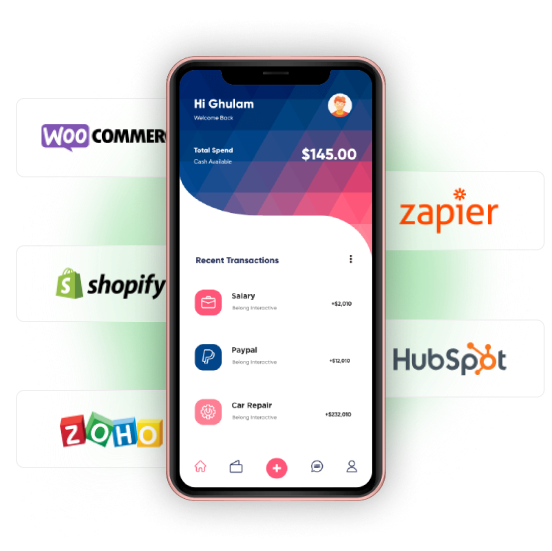 Hi Ghulam
Welcome Back
Total Spend
Cash Available
$145.00
WOO COMMER
zapier
shopify
Recent Transactions
Salary
Belong Interactive
+$2,010
Paypal
Belong Interactive
+$12,010
HubSpot
Car Repair
Belong Interactive
+$232,010
ZOHO